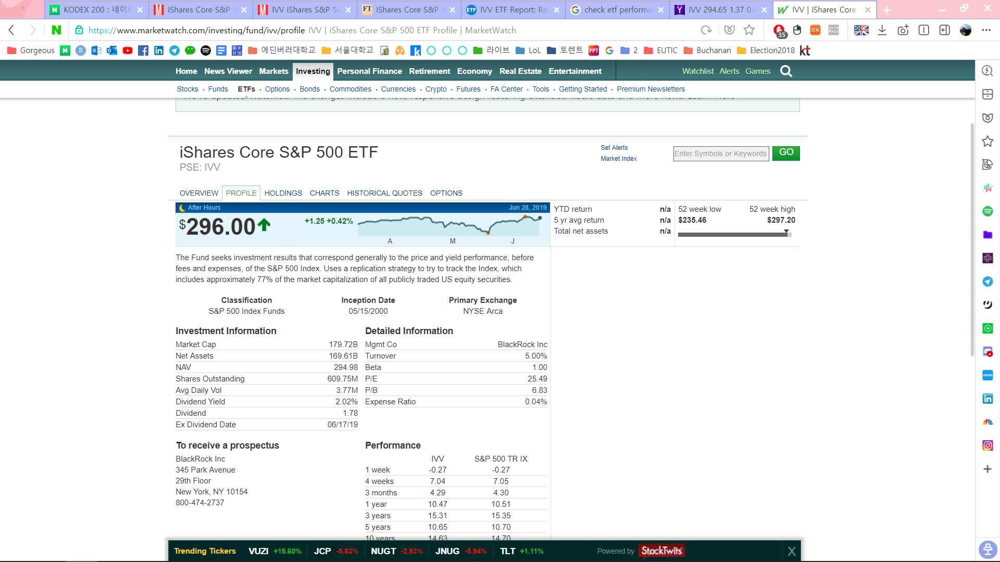 KODEX 200 : 네이 iShares Core S&P IVV iShares S&P 50 iShares Core S&P IVV ETF Report: Ra check etf performa IVV 294.65 1.37 0.4 IVV | iShares Core
https://www.marketwatch.com/investing/fund/ivv/profile IVV | iShares Core S&P 500 ETF Profile | MarketWatch
35
Gorgeous 에딘버러대학교 서울대학교 라이브 LoL 토렌트 2 EUTIC Buchanan Election2018 kt
Home News Viewer Markets Investing Personal Finance Retirement Economy Real Estate Entertainment Watchlist Alerts Games
Stocks · Funds · ETFs · Options · Bonds · Commodities · Currencies · Crypto · Futures · FA Center · Tools · Getting Started · Premium Newsletters
iShares Core S&P 500 ETF
PSE: IVV
Set Alerts
Market Index
Enter Symbols or Keywords GO
OVERVIEW PROFILE HOLDINGS CHARTS HISTORICAL QUOTES OPTIONS
After Hours Jun 28, 2019
$296.00 +1.25 +0.42%
A M J
YTD return n/a
5 yr avg return n/a
Total net assets n/a
52 week low 52 week high
$235.46 $297.20
The Fund seeks investment results that correspond generally to the price and yield performance, before
fees and expenses, of the S&P 500 Index. Uses a replication strategy to try to track the Index, which
includes approximately 77% of the market capitalization of all publicly traded US equity securities.
Classification Inception Date Primary Exchange
S&P 500 Index Funds 05/15/2000 NYSE Arca
Investment Information
Market Cap 179.72B
Net Assets 169.61B
NAV 294.98
Shares Outstanding 609.75M
Avg Daily Vol 3.77M
Dividend Yield 2.02%
Dividend 1.78
Ex Dividend Date 06/17/19
Detailed Information
Mgmt Co BlackRock Inc
Turnover 5.00%
Beta 1.00
P/E 25.49
P/B 6.83
Expense Ratio 0.04%
To receive a prospectus
BlackRock Inc
345 Park Avenue
29th Floor
New York, NY 10154
800-474-2737
Performance
IVV S&P 500 TR IX
1 week -0.27 -0.27
4 weeks 7.04 7.05
3 months 4.29 4.30
1 year 10.47 10.51
3 years 15.31 15.35
5 years 10.65 10.70
10 years 14.63 14.70
Trending Tickers VUZI +15.60% JCP -5.83% NUGT -2.93% JNUG -5.94% TLT +1.11% Powered by StockTwits X